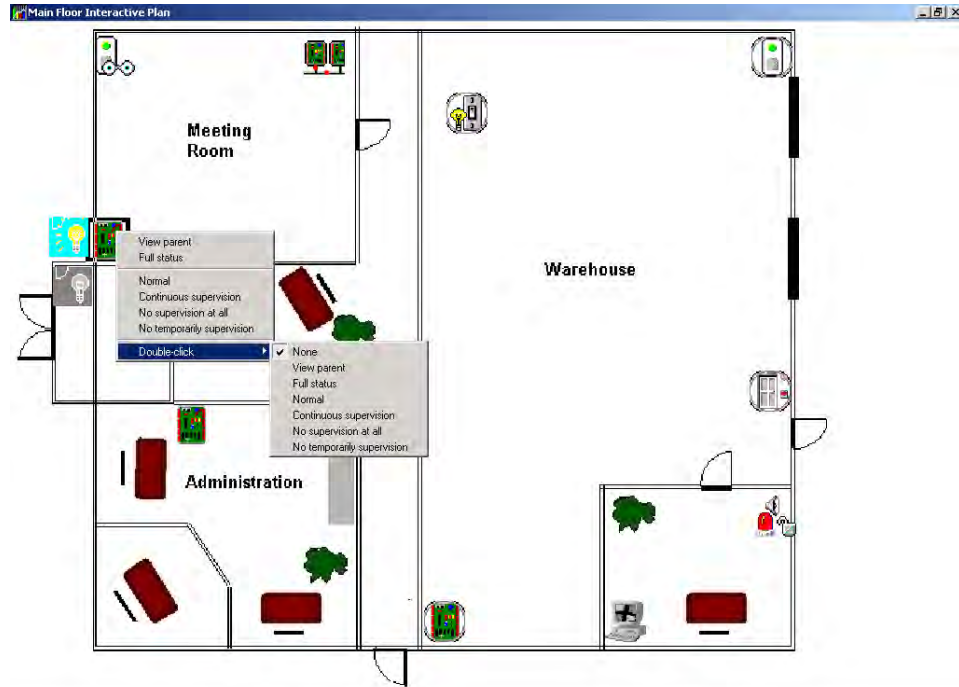 Main Floor Interactive Plan
Meeting
Room
View parent
Full status
Normal
Continuous supervision
No supervision at all
No temporarily supervision
Double-click
None
View parent
Full status
Normal
Continuous supervision
No supervision at all
No temporarily supervision
Warehouse
Administration